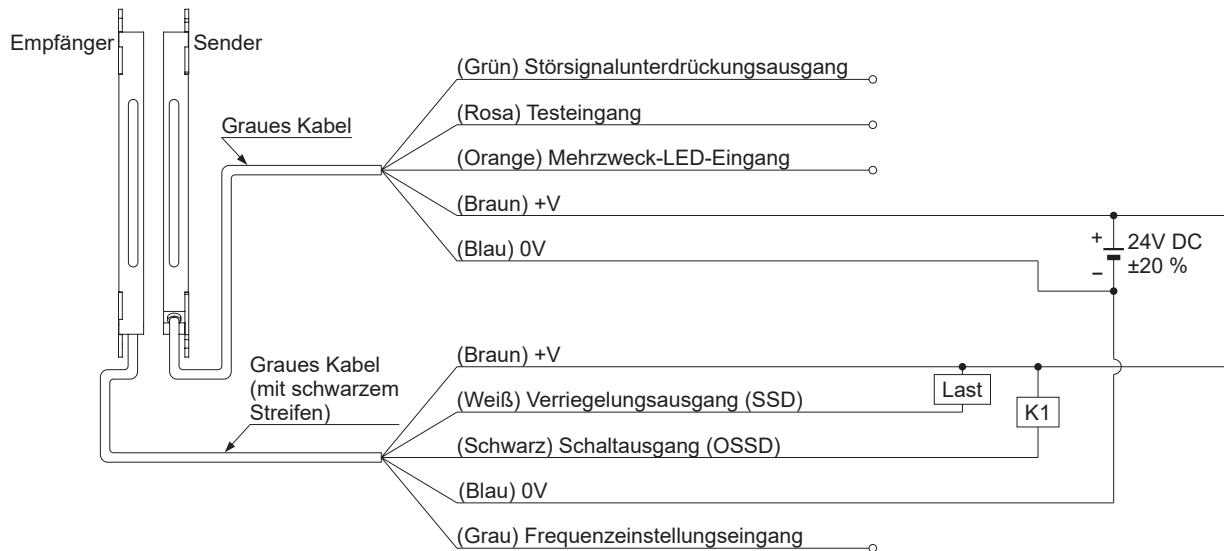 Empfänger
Sender
(Grün) Störsignalunterdrückungsausgang
Graues Kabel
(Rosa) Testeingang
(Orange) Mehrzweck-LED-Eingang
(Braun) +V
(Blau) 0V
+
24V DC
−
±20 %
Graues Kabel
(mit schwarzem
Streifen)
(Braun) +V
(Weiß) Verriegelungsausgang (SSD)
Last
K1
(Schwarz) Schaltausgang (OSSD)
(Blau) 0V
(Grau) Frequenzeinstellungseingang